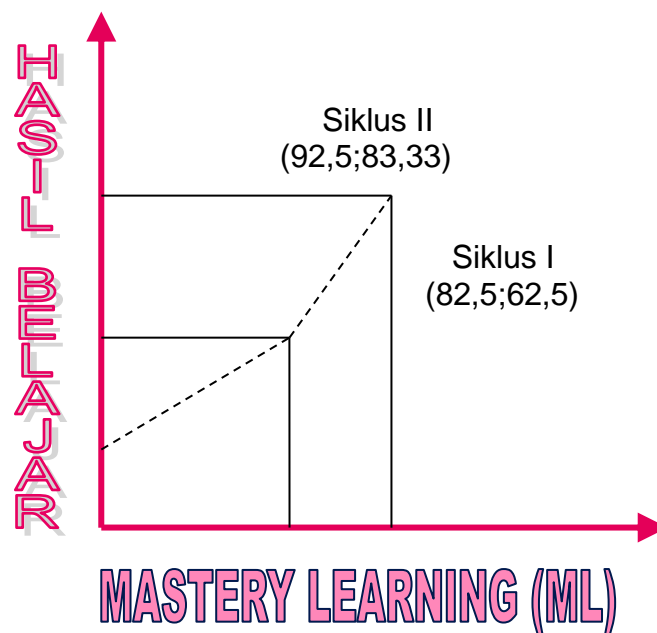 HASIL BELAJAR
Siklus II
(92,5;83,33)
Siklus I
(82,5;62,5)
MASTERY LEARNING (ML)